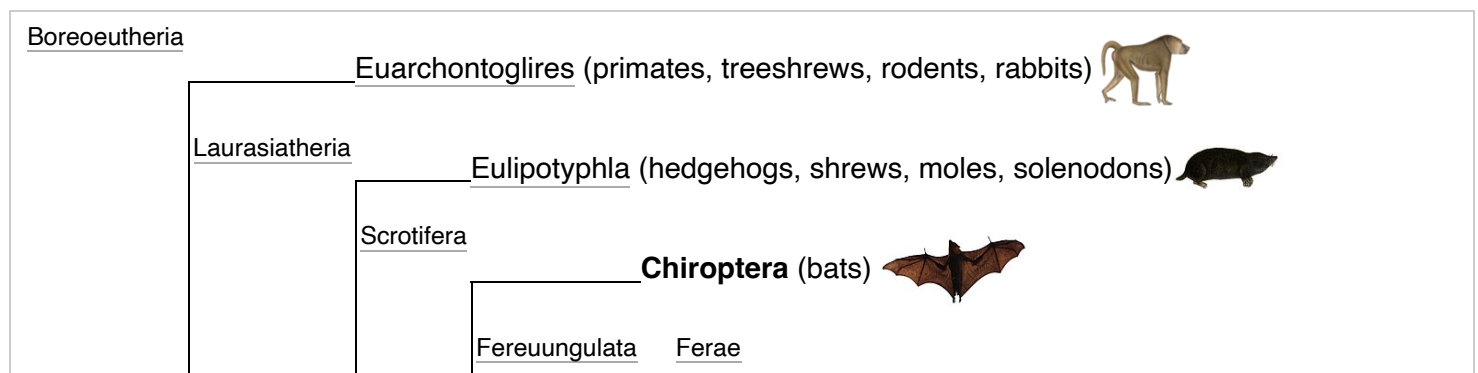 Boreoeutheria
Euarchontoglires (primates, treeshrews, rodents, rabbits)
Laurasiatheria
Eulipotyphla (hedgehogs, shrews, moles, solenodons)
Scrotifera
Chiroptera (bats)
Fereuungulata Ferae